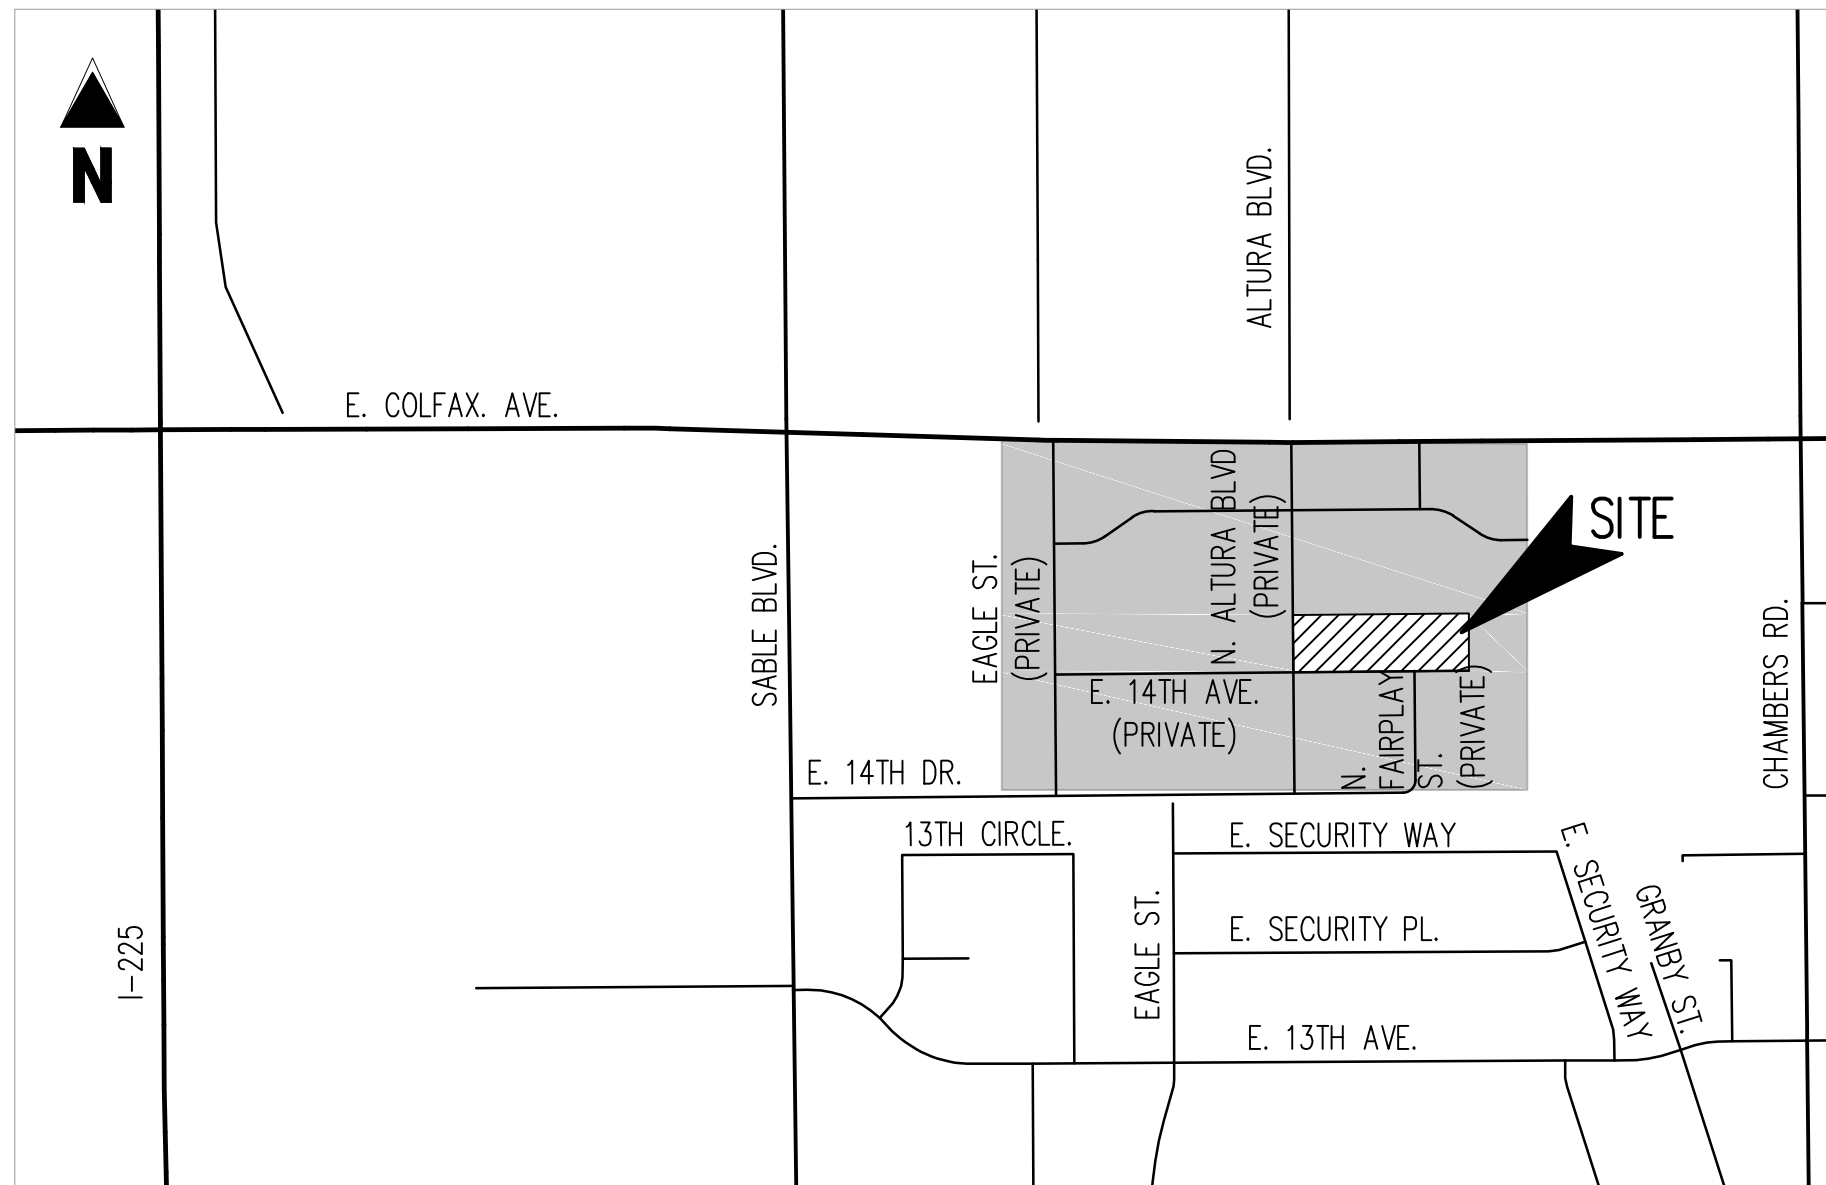 N
ALTURA BLVD.
E. COLFAX. AVE.
SITE
N. ALTURA BLVD
(PRIVATE)
EAGLE ST.
(PRIVATE)
SABLE BLVD.
CHAMBERS RD.
E. 14TH AVE.
(PRIVATE)
N.
FAIRPLAY
ST.
(PRIVATE)
E. 14TH DR.
13TH CIRCLE.
E. SECURITY WAY
E. SECURITY WAY
GRANBY ST.
EAGLE ST.
E. SECURITY PL.
I-225
E. 13TH AVE.